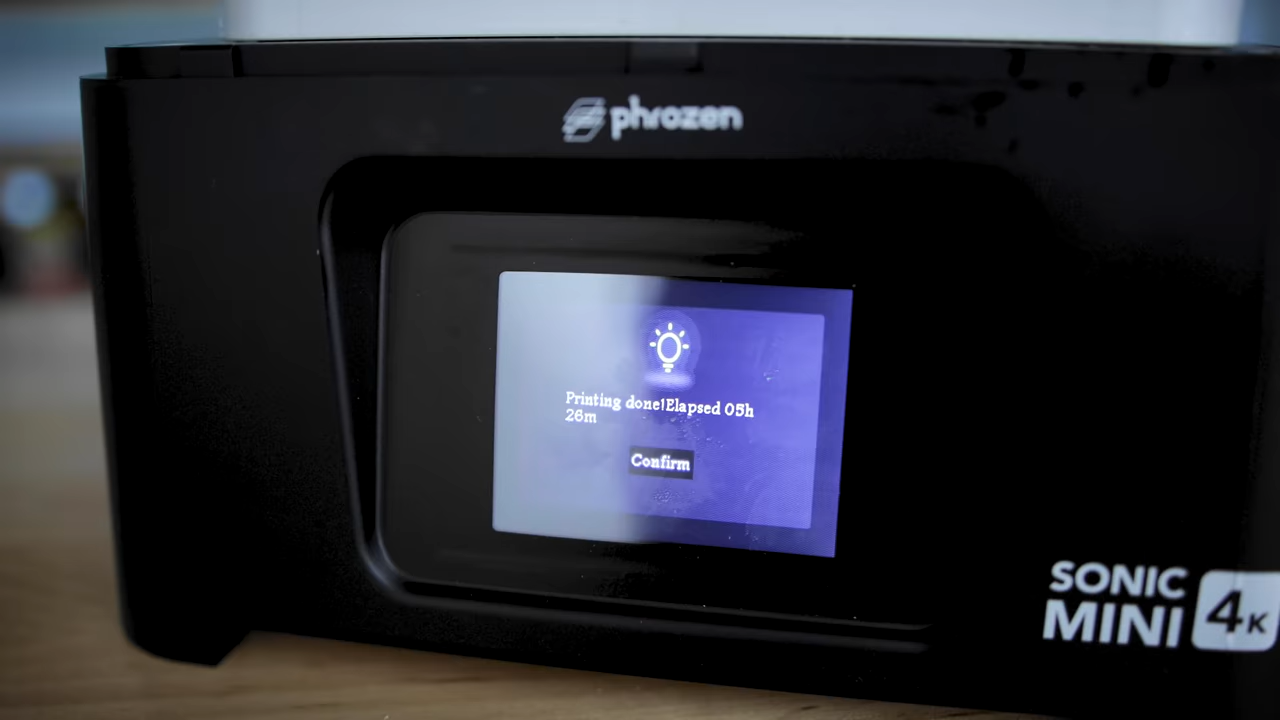 phrozen
Printing done!Elapsed 05h
26m
Confirm
SONIC
MINI 4K